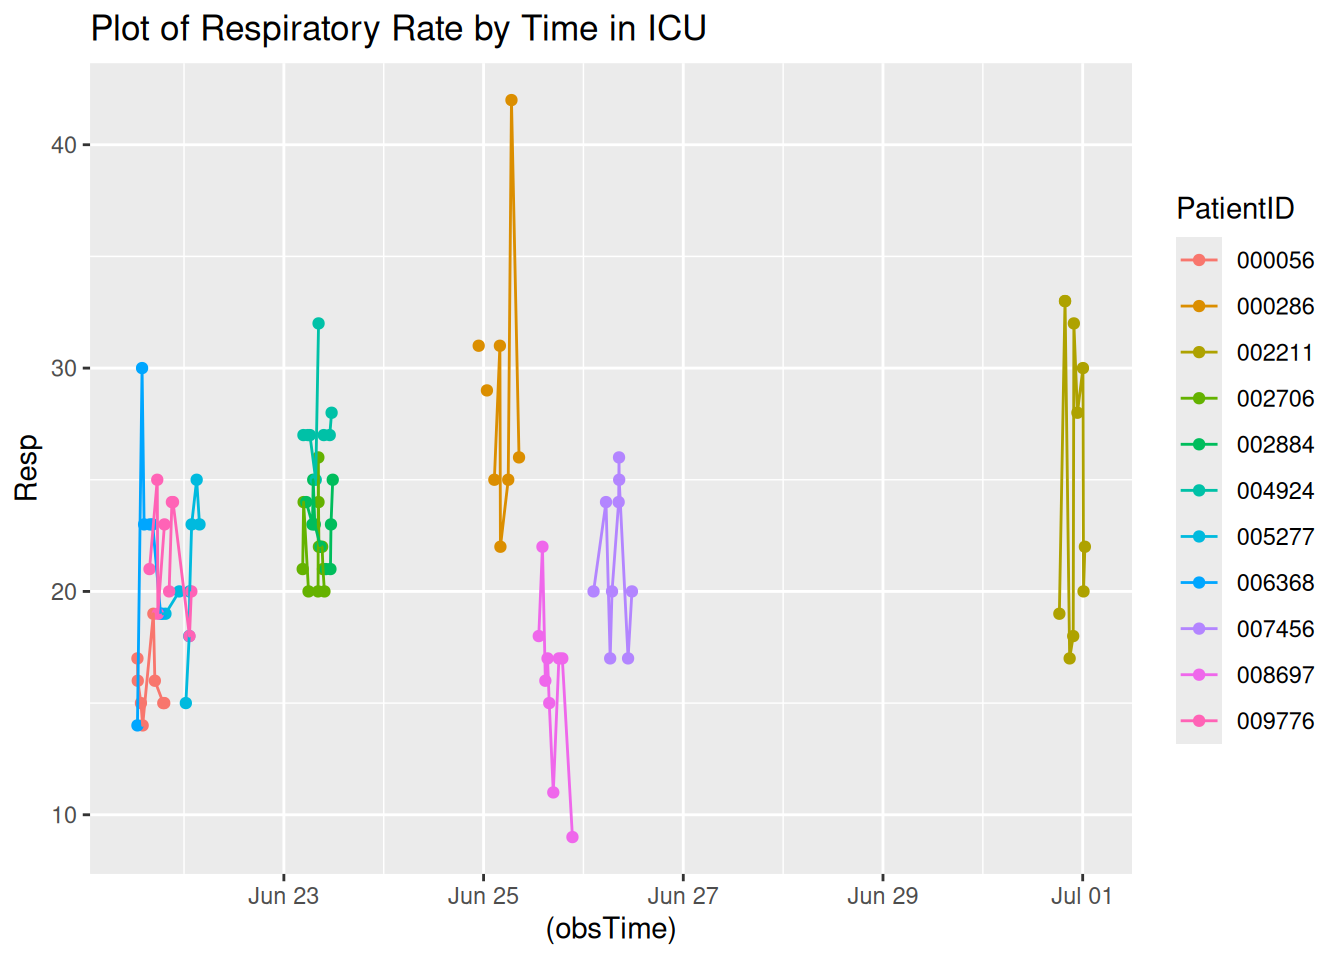 Plot of Respiratory Rate by Time in ICU
40
30
20
10
Resp
Jun 23
Jun 25
Jun 27
Jun 29
Jul 01
(obsTime)
PatientID
000056
000286
002211
002706
002884
004924
005277
006368
007456
008697
009776